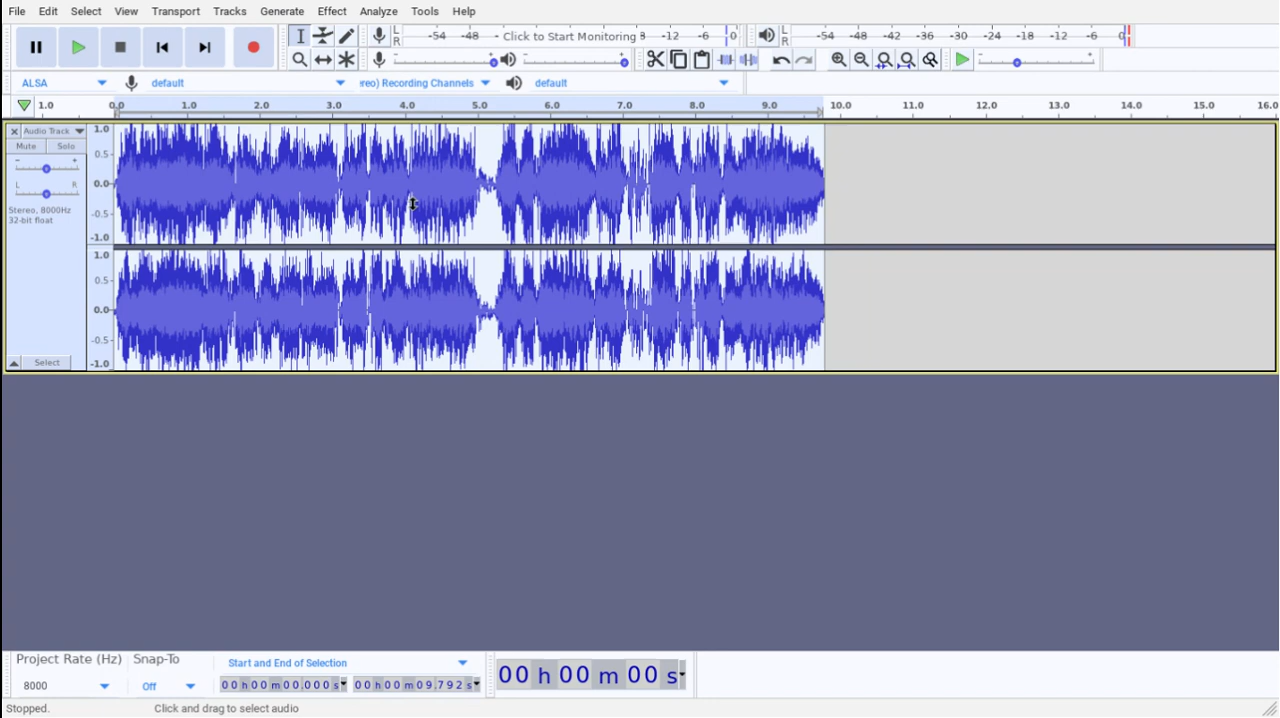 File Edit Select View Transport Tracks Generate Effect Analyze Tools Help
L R -54 -48 - Click to Start Monitoring -12 -6 0 L R -54 -48 -42 -36 -30 -24 -18 -12 -6 0
ALSA default ereo) Recording Channels default
1.0 0.0 1.0 2.0 3.0 4.0 5.0 6.0 7.0 8.0 9.0 10.0 11.0 12.0 13.0 14.0 15.0 16.0
Audio Track 1.0
Mute Solo 0.5
- + 0.0
L R -0.5
Stereo, 8000Hz
32-bit float
-1.0
1.0
0.5
0.0
-0.5
Select -1.0
Project Rate (Hz) Snap-To Start and End of Selection
8000 Off 00 h 00 m 00.000 s 00 h 00 m 09.792 s 00 h 00 m 00 s
Stopped. Click and drag to select audio